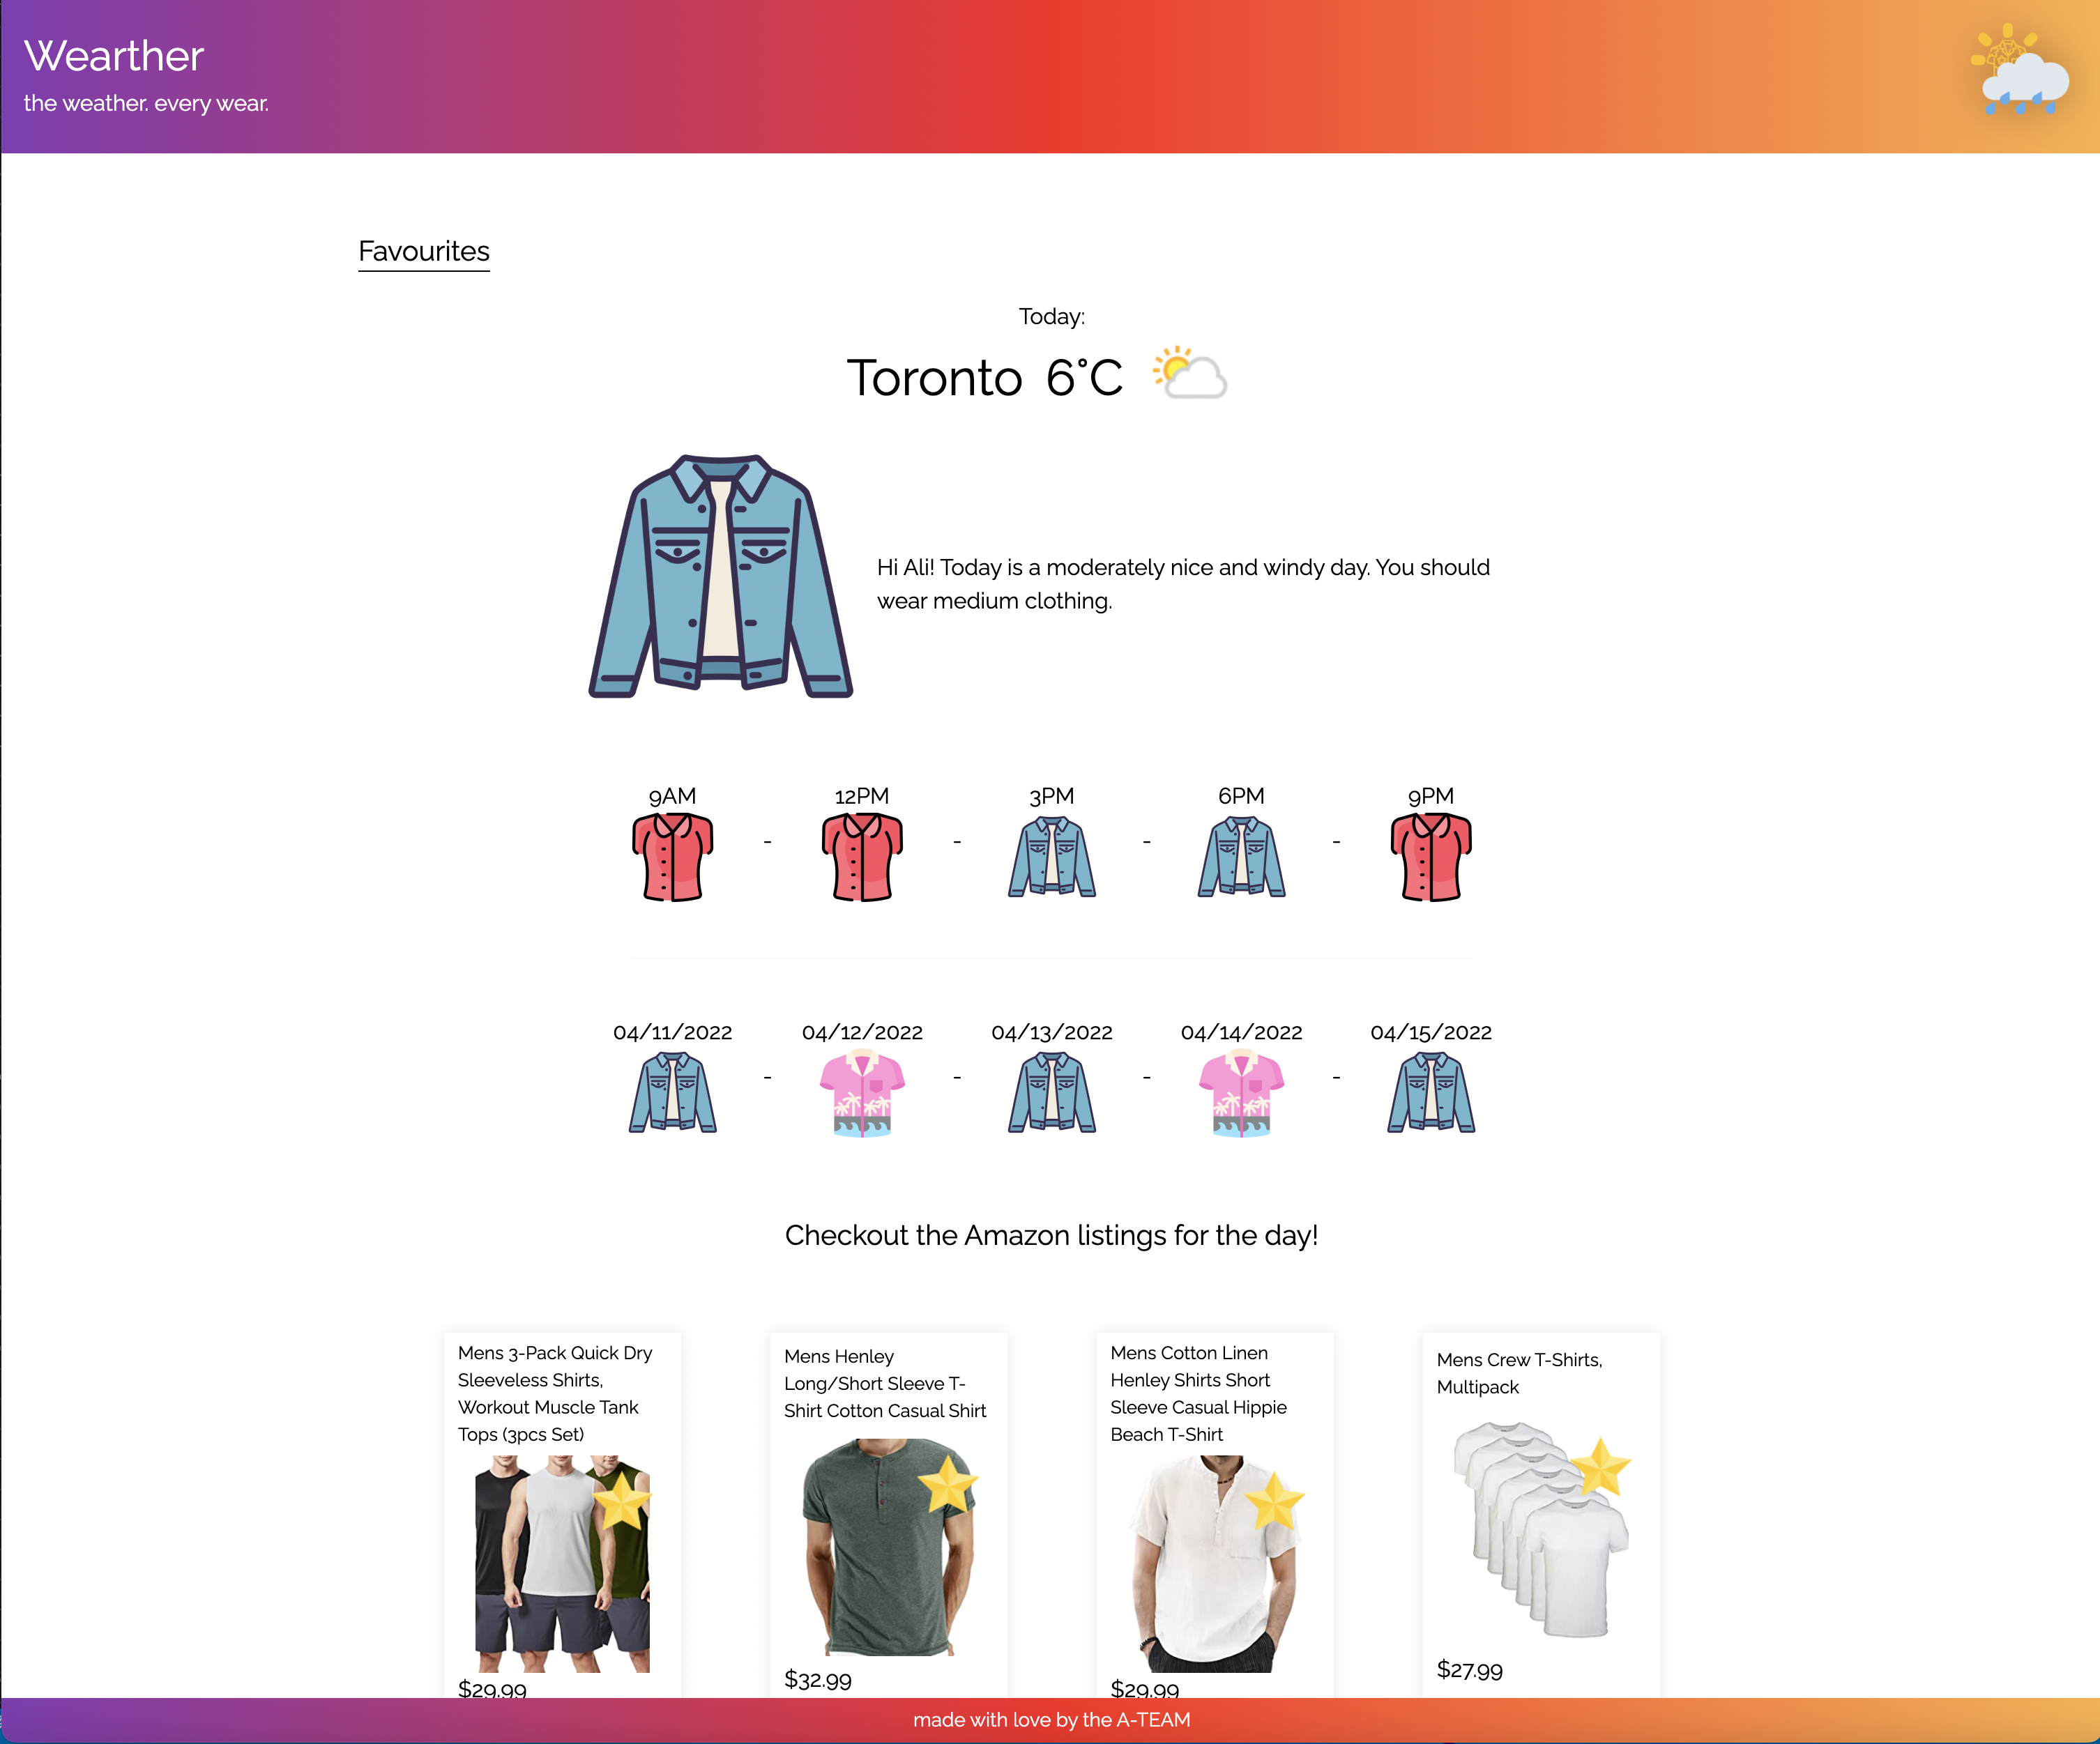 Wearther
the weather. every wear.
Favourites
Today:
Toronto 6°C
Hi Ali! Today is a moderately nice and windy day. You should
wear medium clothing.
9AM - 12PM - 3PM - 6PM - 9PM
04/11/2022 - 04/12/2022 - 04/13/2022 - 04/14/2022 - 04/15/2022
Checkout the Amazon listings for the day!
Mens 3-Pack Quick Dry
Sleeveless Shirts,
Workout Muscle Tank
Tops (3pcs Set)
$29.99
Mens Henley
Long/Short Sleeve T-
Shirt Cotton Casual Shirt
$32.99
Mens Cotton Linen
Henley Shirts Short
Sleeve Casual Hippie
Beach T-Shirt
$29.99
Mens Crew T-Shirts,
Multipack
$27.99
made with love by the A-TEAM